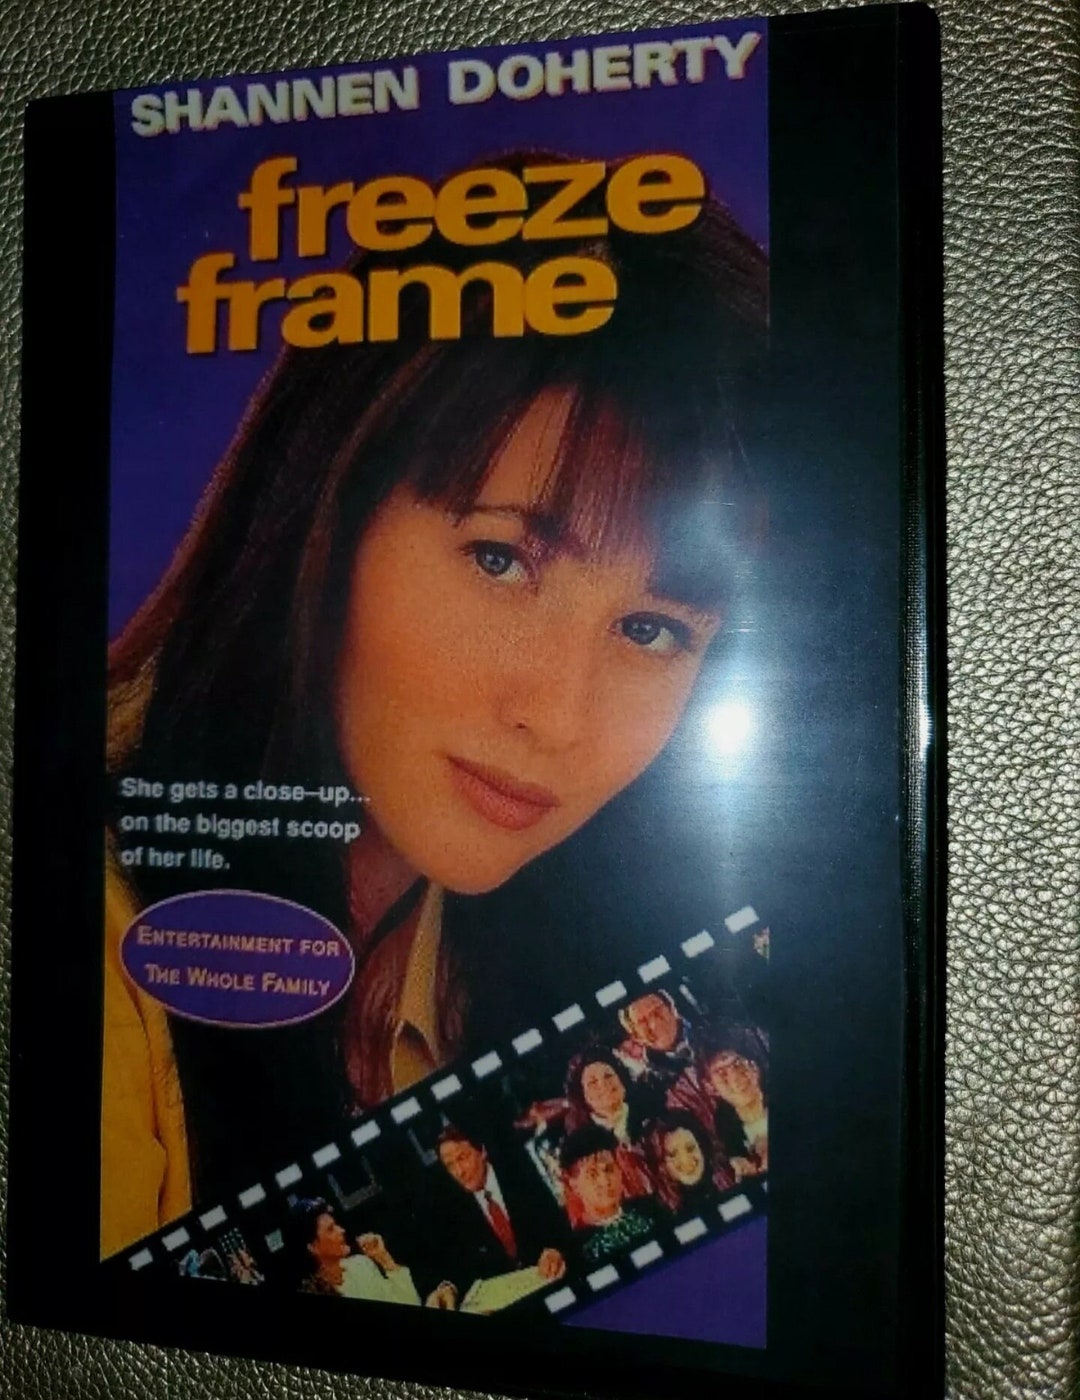 SHANNEN DOHERTY
freeze
frame
She gets a close-up...
on the biggest scoop
of her life.
ENTERTAINMENT FOR
THE WHOLE FAMILY